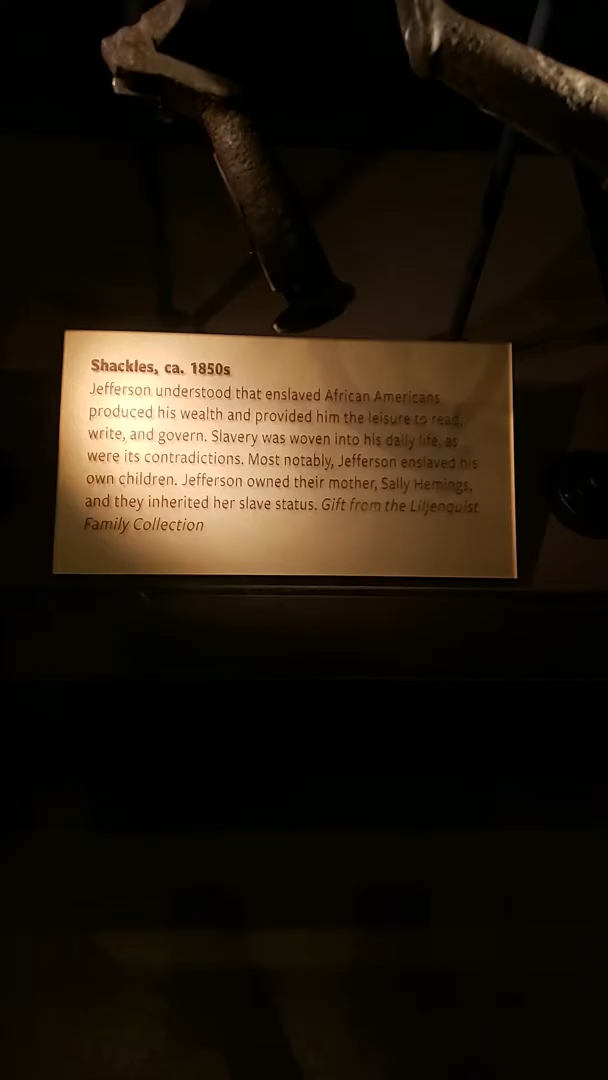 Shackles, ca. 1850s
Jefferson understood that enslaved African Americans
produced his wealth and provided him the leisure to read,
write, and govern. Slavery was woven into his daily life, as
were its contradictions. Most notably, Jefferson enslaved his
own children. Jefferson owned their mother, Sally Hemings,
and they inherited her slave status. Gift from the Liljenquist
Family Collection